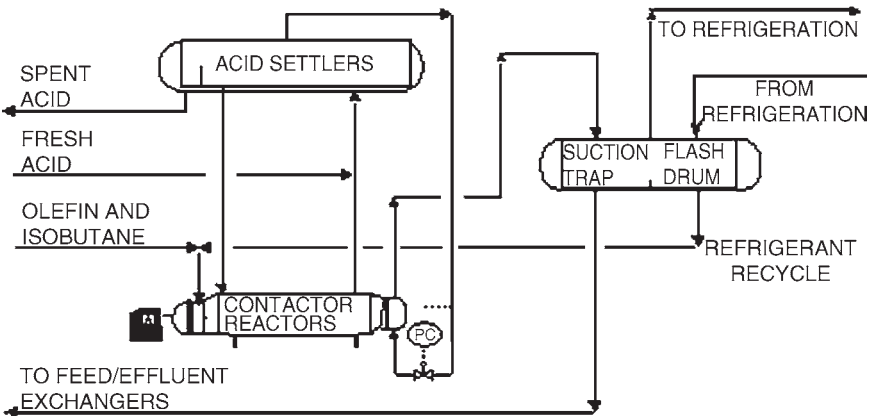 TO REFRIGERATION
ACID SETTLERS
SPENT
ACID
FROM
REFRIGERATION
FRESH
ACID
SUCTION
TRAP
FLASH
DRUM
OLEFIN AND
ISOBUTANE
REFRIGERANT
RECYCLE
CONTACTOR
REACTORS
PC
TO FEED/EFFLUENT
EXCHANGERS